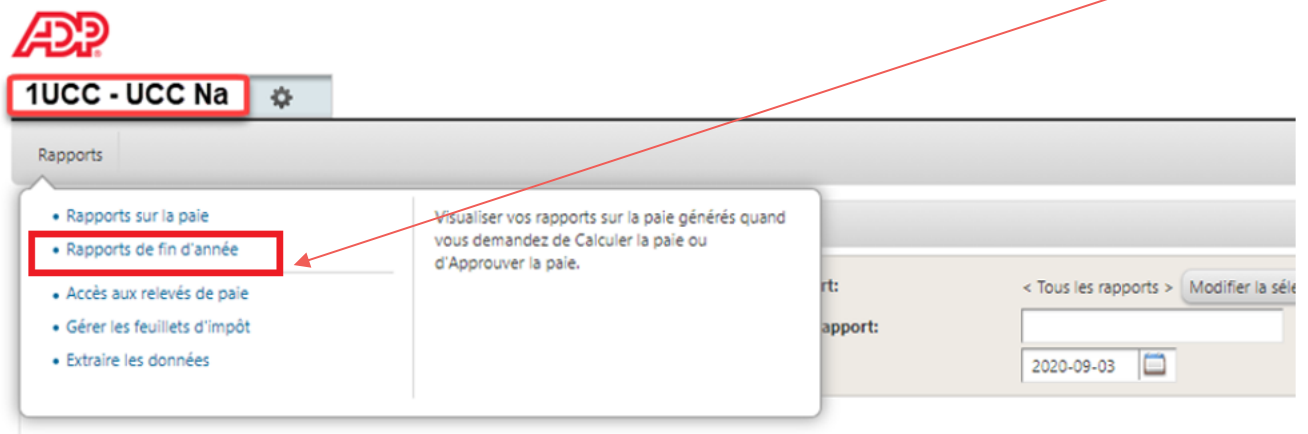 ADP
1UCC - UCC Na
Rapports
• Rapports sur la paie
• Rapports de fin d'année
• Accès aux relevés de paie
• Gérer les feuillets d'impôt
• Extraire les données
Visualiser vos rapports sur la paie générés quand
vous demandez de Calculer la paie ou
d'Approuver la paie.
rt:
< Tous les rapports > Modifier la séle
apport:
2020-09-03